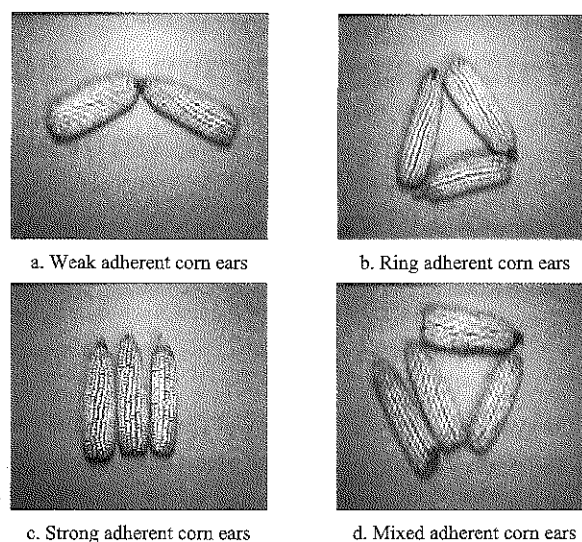 a. Weak adherent corn ears
b. Ring adherent corn ears
c. Strong adherent corn ears
d. Mixed adherent corn ears